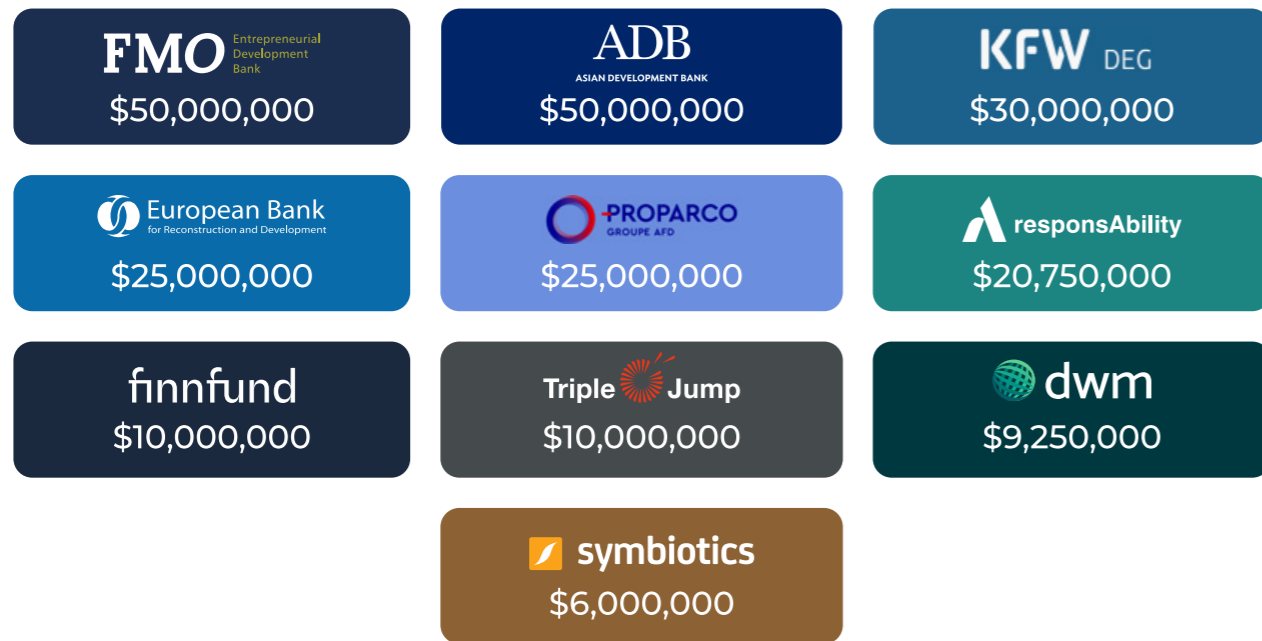 FMO Entrepreneurial
Development
Bank
$50,000,000
ADB
ASIAN DEVELOPMENT BANK
$50,000,000
KFW DEG
$30,000,000
European Bank
for Reconstruction and Development
$25,000,000
PROPARCO
GROUPE AFD
$25,000,000
responsAbility
$20,750,000
finnfund
$10,000,000
Triple Jump
$10,000,000
dwm
$9,250,000
symbiotics
$6,000,000